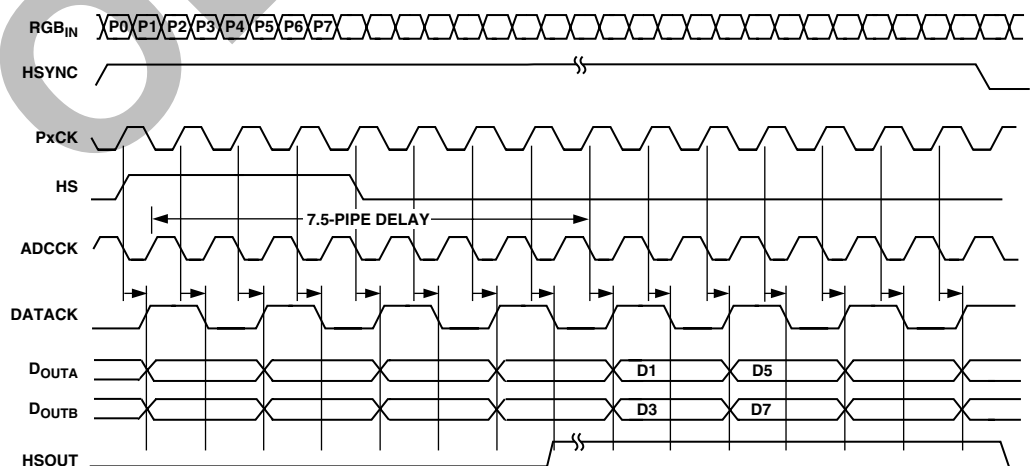 RGBIN P0 P1 P2 P3 P4 P5 P6 P7
HSYNC
PxCK
HS
7.5-PIPE DELAY
ADCCK
DATACK
DOUTA D1 D5
DOUTB D3 D7
HSOUT